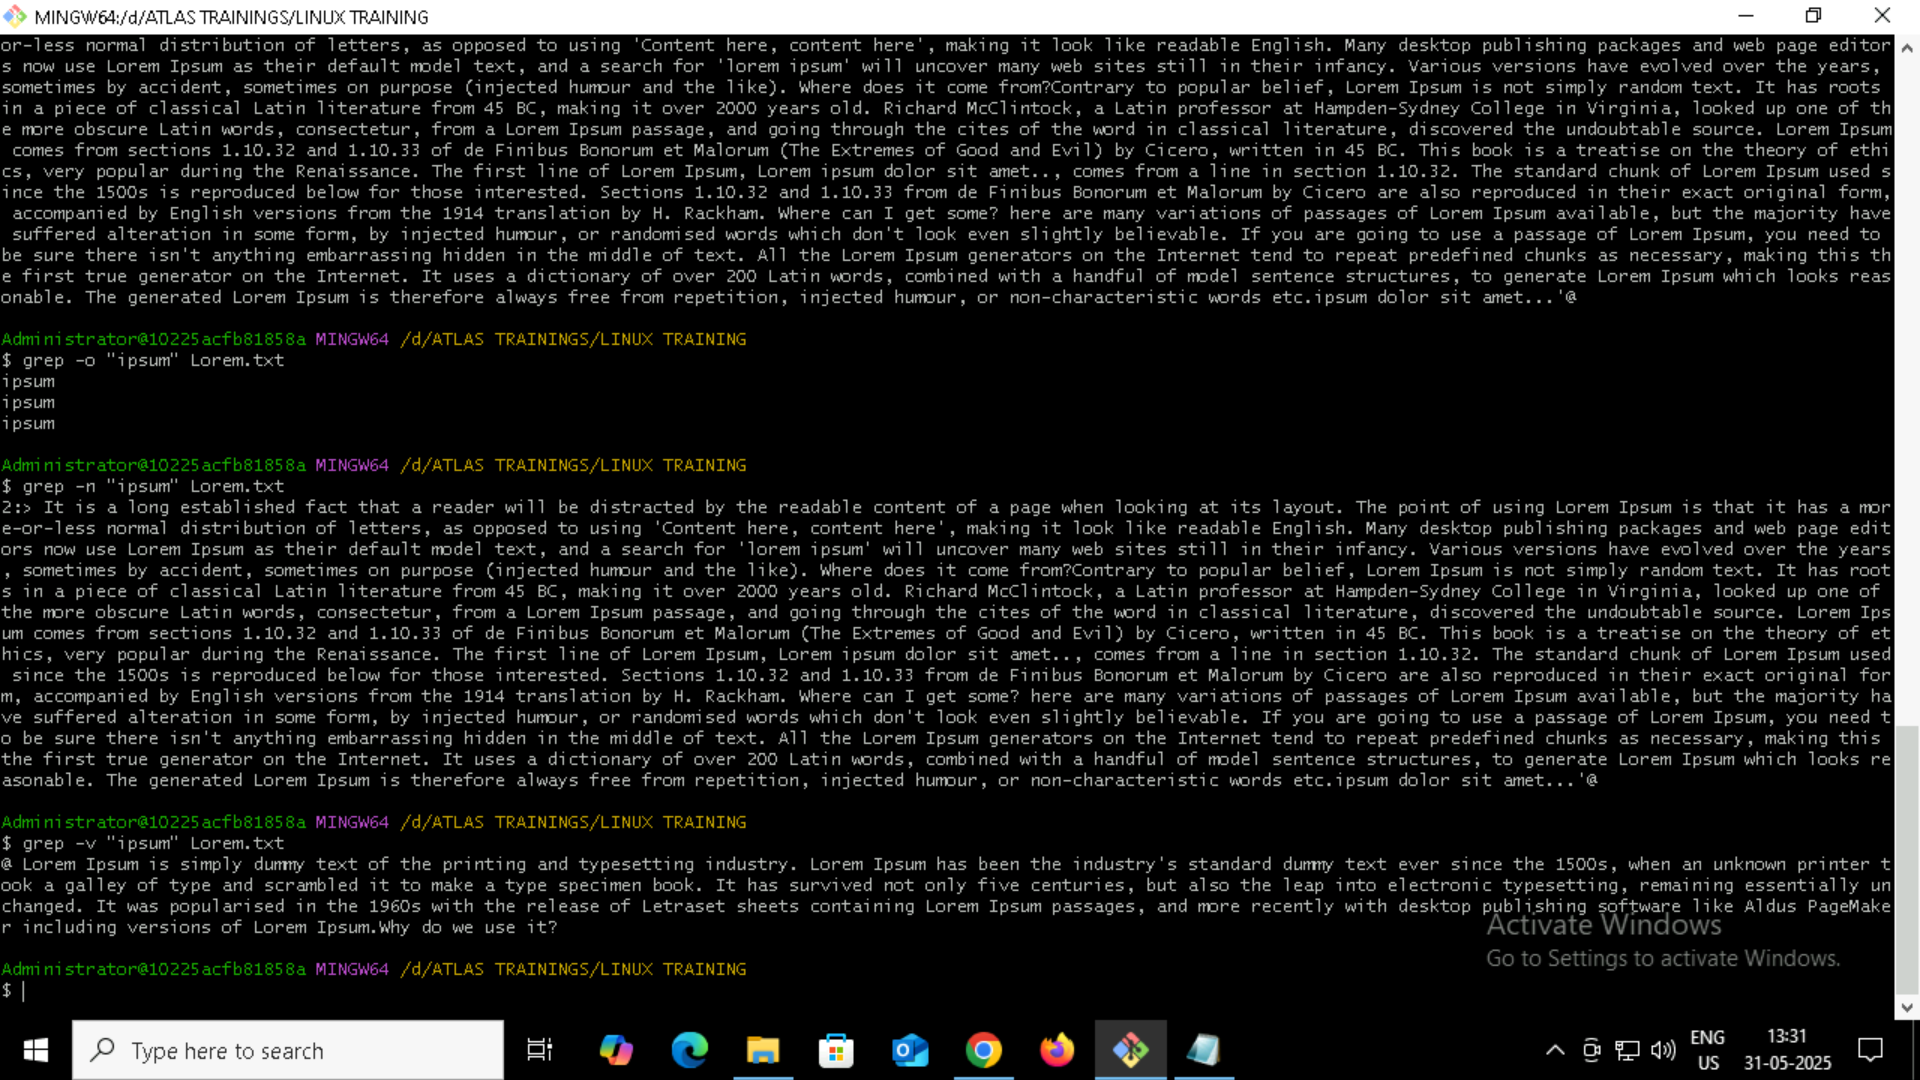 MINGW64:/d/ATLAS TRAININGS/LINUX TRAINING
or-less normal distribution of letters, as opposed to using 'Content here, content here', making it look like readable English. Many desktop publishing packages and web page editor
s now use Lorem Ipsum as their default model text, and a search for 'lorem ipsum' will uncover many web sites still in their infancy. Various versions have evolved over the years,
sometimes by accident, sometimes on purpose (injected humour and the like). Where does it come from?Contrary to popular belief, Lorem Ipsum is not simply random text. It has roots
in a piece of classical Latin literature from 45 BC, making it over 2000 years old. Richard McClintock, a Latin professor at Hampden-Sydney College in Virginia, looked up one of th
e more obscure Latin words, consectetur, from a Lorem Ipsum passage, and going through the cites of the word in classical literature, discovered the undoubtable source. Lorem Ipsum
comes from sections 1.10.32 and 1.10.33 of de Finibus Bonorum et Malorum (The Extremes of Good and Evil) by Cicero, written in 45 BC. This book is a treatise on the theory of ethi
cs, very popular during the Renaissance. The first line of Lorem Ipsum, Lorem ipsum dolor sit amet.., comes from a line in section 1.10.32. The standard chunk of Lorem Ipsum used s
ince the 1500s is reproduced below for those interested. Sections 1.10.32 and 1.10.33 from de Finibus Bonorum et Malorum by Cicero are also reproduced in their exact original form,
accompanied by English versions from the 1914 translation by H. Rackham. Where can I get some? here are many variations of passages of Lorem Ipsum available, but the majority have
suffered alteration in some form, by injected humour, or randomised words which don't look even slightly believable. If you are going to use a passage of Lorem Ipsum, you need to
be sure there isn't anything embarrassing hidden in the middle of text. All the Lorem Ipsum generators on the Internet tend to repeat predefined chunks as necessary, making this th
e first true generator on the Internet. It uses a dictionary of over 200 Latin words, combined with a handful of model sentence structures, to generate Lorem Ipsum which looks reas
onable. The generated Lorem Ipsum is therefore always free from repetition, injected humour, or non-characteristic words etc.ipsum dolor sit amet...'@
Administrator@10225acfb81858a MINGW64 /d/ATLAS TRAININGS/LINUX TRAINING
$ grep -o "ipsum" Lorem.txt
ipsum
ipsum
ipsum
Administrator@10225acfb81858a MINGW64 /d/ATLAS TRAININGS/LINUX TRAINING
$ grep -n "ipsum" Lorem.txt
2:> It is a long established fact that a reader will be distracted by the readable content of a page when looking at its layout. The point of using Lorem Ipsum is that it has a mor
e-or-less normal distribution of letters, as opposed to using 'Content here, content here', making it look like readable English. Many desktop publishing packages and web page edit
ors now use Lorem Ipsum as their default model text, and a search for 'lorem ipsum' will uncover many web sites still in their infancy. Various versions have evolved over the years
, sometimes by accident, sometimes on purpose (injected humour and the like). Where does it come from?Contrary to popular belief, Lorem Ipsum is not simply random text. It has root
s in a piece of classical Latin literature from 45 BC, making it over 2000 years old. Richard McClintock, a Latin professor at Hampden-Sydney College in Virginia, looked up one of
the more obscure Latin words, consectetur, from a Lorem Ipsum passage, and going through the cites of the word in classical literature, discovered the undoubtable source. Lorem Ips
um comes from sections 1.10.32 and 1.10.33 of de Finibus Bonorum et Malorum (The Extremes of Good and Evil) by Cicero, written in 45 BC. This book is a treatise on the theory of et
hics, very popular during the Renaissance. The first line of Lorem Ipsum, Lorem ipsum dolor sit amet.., comes from a line in section 1.10.32. The standard chunk of Lorem Ipsum used
since the 1500s is reproduced below for those interested. Sections 1.10.32 and 1.10.33 from de Finibus Bonorum et Malorum by Cicero are also reproduced in their exact original for
m, accompanied by English versions from the 1914 translation by H. Rackham. Where can I get some? here are many variations of passages of Lorem Ipsum available, but the majority ha
ve suffered alteration in some form, by injected humour, or randomised words which don't look even slightly believable. If you are going to use a passage of Lorem Ipsum, you need t
o be sure there isn't anything embarrassing hidden in the middle of text. All the Lorem Ipsum generators on the Internet tend to repeat predefined chunks as necessary, making this
the first true generator on the Internet. It uses a dictionary of over 200 Latin words, combined with a handful of model sentence structures, to generate Lorem Ipsum which looks re
asonable. The generated Lorem Ipsum is therefore always free from repetition, injected humour, or non-characteristic words etc.ipsum dolor sit amet...'@
Administrator@10225acfb81858a MINGW64 /d/ATLAS TRAININGS/LINUX TRAINING
$ grep -v "ipsum" Lorem.txt
@ Lorem Ipsum is simply dummy text of the printing and typesetting industry. Lorem Ipsum has been the industry's standard dummy text ever since the 1500s, when an unknown printer t
ook a galley of type and scrambled it to make a type specimen book. It has survived not only five centuries, but also the leap into electronic typesetting, remaining essentially un
changed. It was popularised in the 1960s with the release of Letraset sheets containing Lorem Ipsum passages, and more recently with desktop publishing software like Aldus PageMake
r including versions of Lorem Ipsum.Why do we use it?
Activate Windows
Go to Settings to activate Windows.
Administrator@10225acfb81858a MINGW64 /d/ATLAS TRAININGS/LINUX TRAINING
$
Type here to search
ENG
US
13:31
31-05-2025